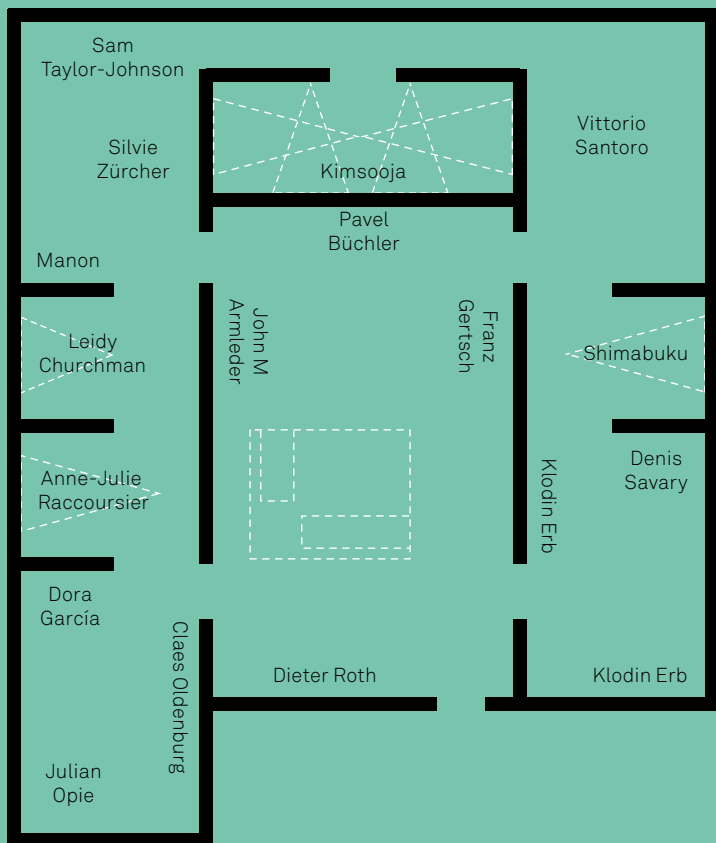 Sam
Taylor-Johnson
Silvie
Zürcher
Vittorio
Santoro
Kimsooja
Pavel
Büchler
Manon
Leidy
Churchman
John M
Armleder
Franz
Gertsch
Shimabuku
Anne-Julie
Raccoursier
Klodin Erb
Denis
Savary
Dora
García
Claes Oldenburg
Dieter Roth
Klodin Erb
Julian
Opie